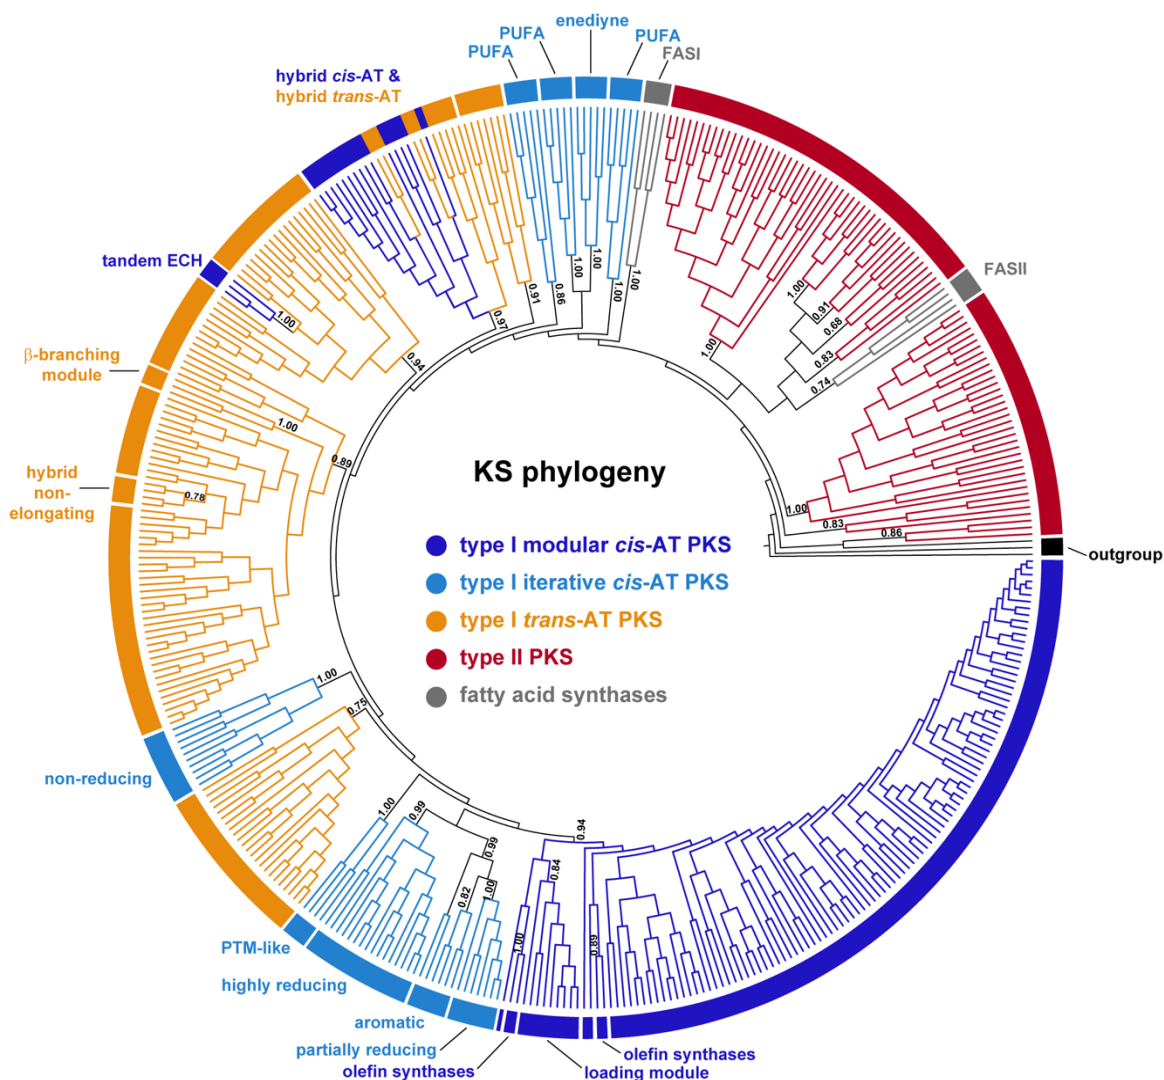 enediyne
PUFA
PUFA
PUFA
FASI
hybrid cis-AT &
hybrid trans-AT
tandem ECH
FASII
β-branching
module
hybrid
non-
elongating
KS phylogeny
type I modular cis-AT PKS
type I iterative cis-AT PKS
type I trans-AT PKS
type II PKS
fatty acid synthases
outgroup
non-reducing
PTM-like
highly reducing
aromatic
partially reducing
olefin synthases
loading module
olefin synthases
1.00
1.00
1.00
1.00
0.86
0.91
0.97
0.94
1.00
1.00
0.89
0.78
1.00
0.75
1.00
0.99
0.99
0.82
1.00
0.94
0.84
1.00
0.89
1.00
1.00
0.91
0.68
0.83
0.74
1.00
0.83
0.86